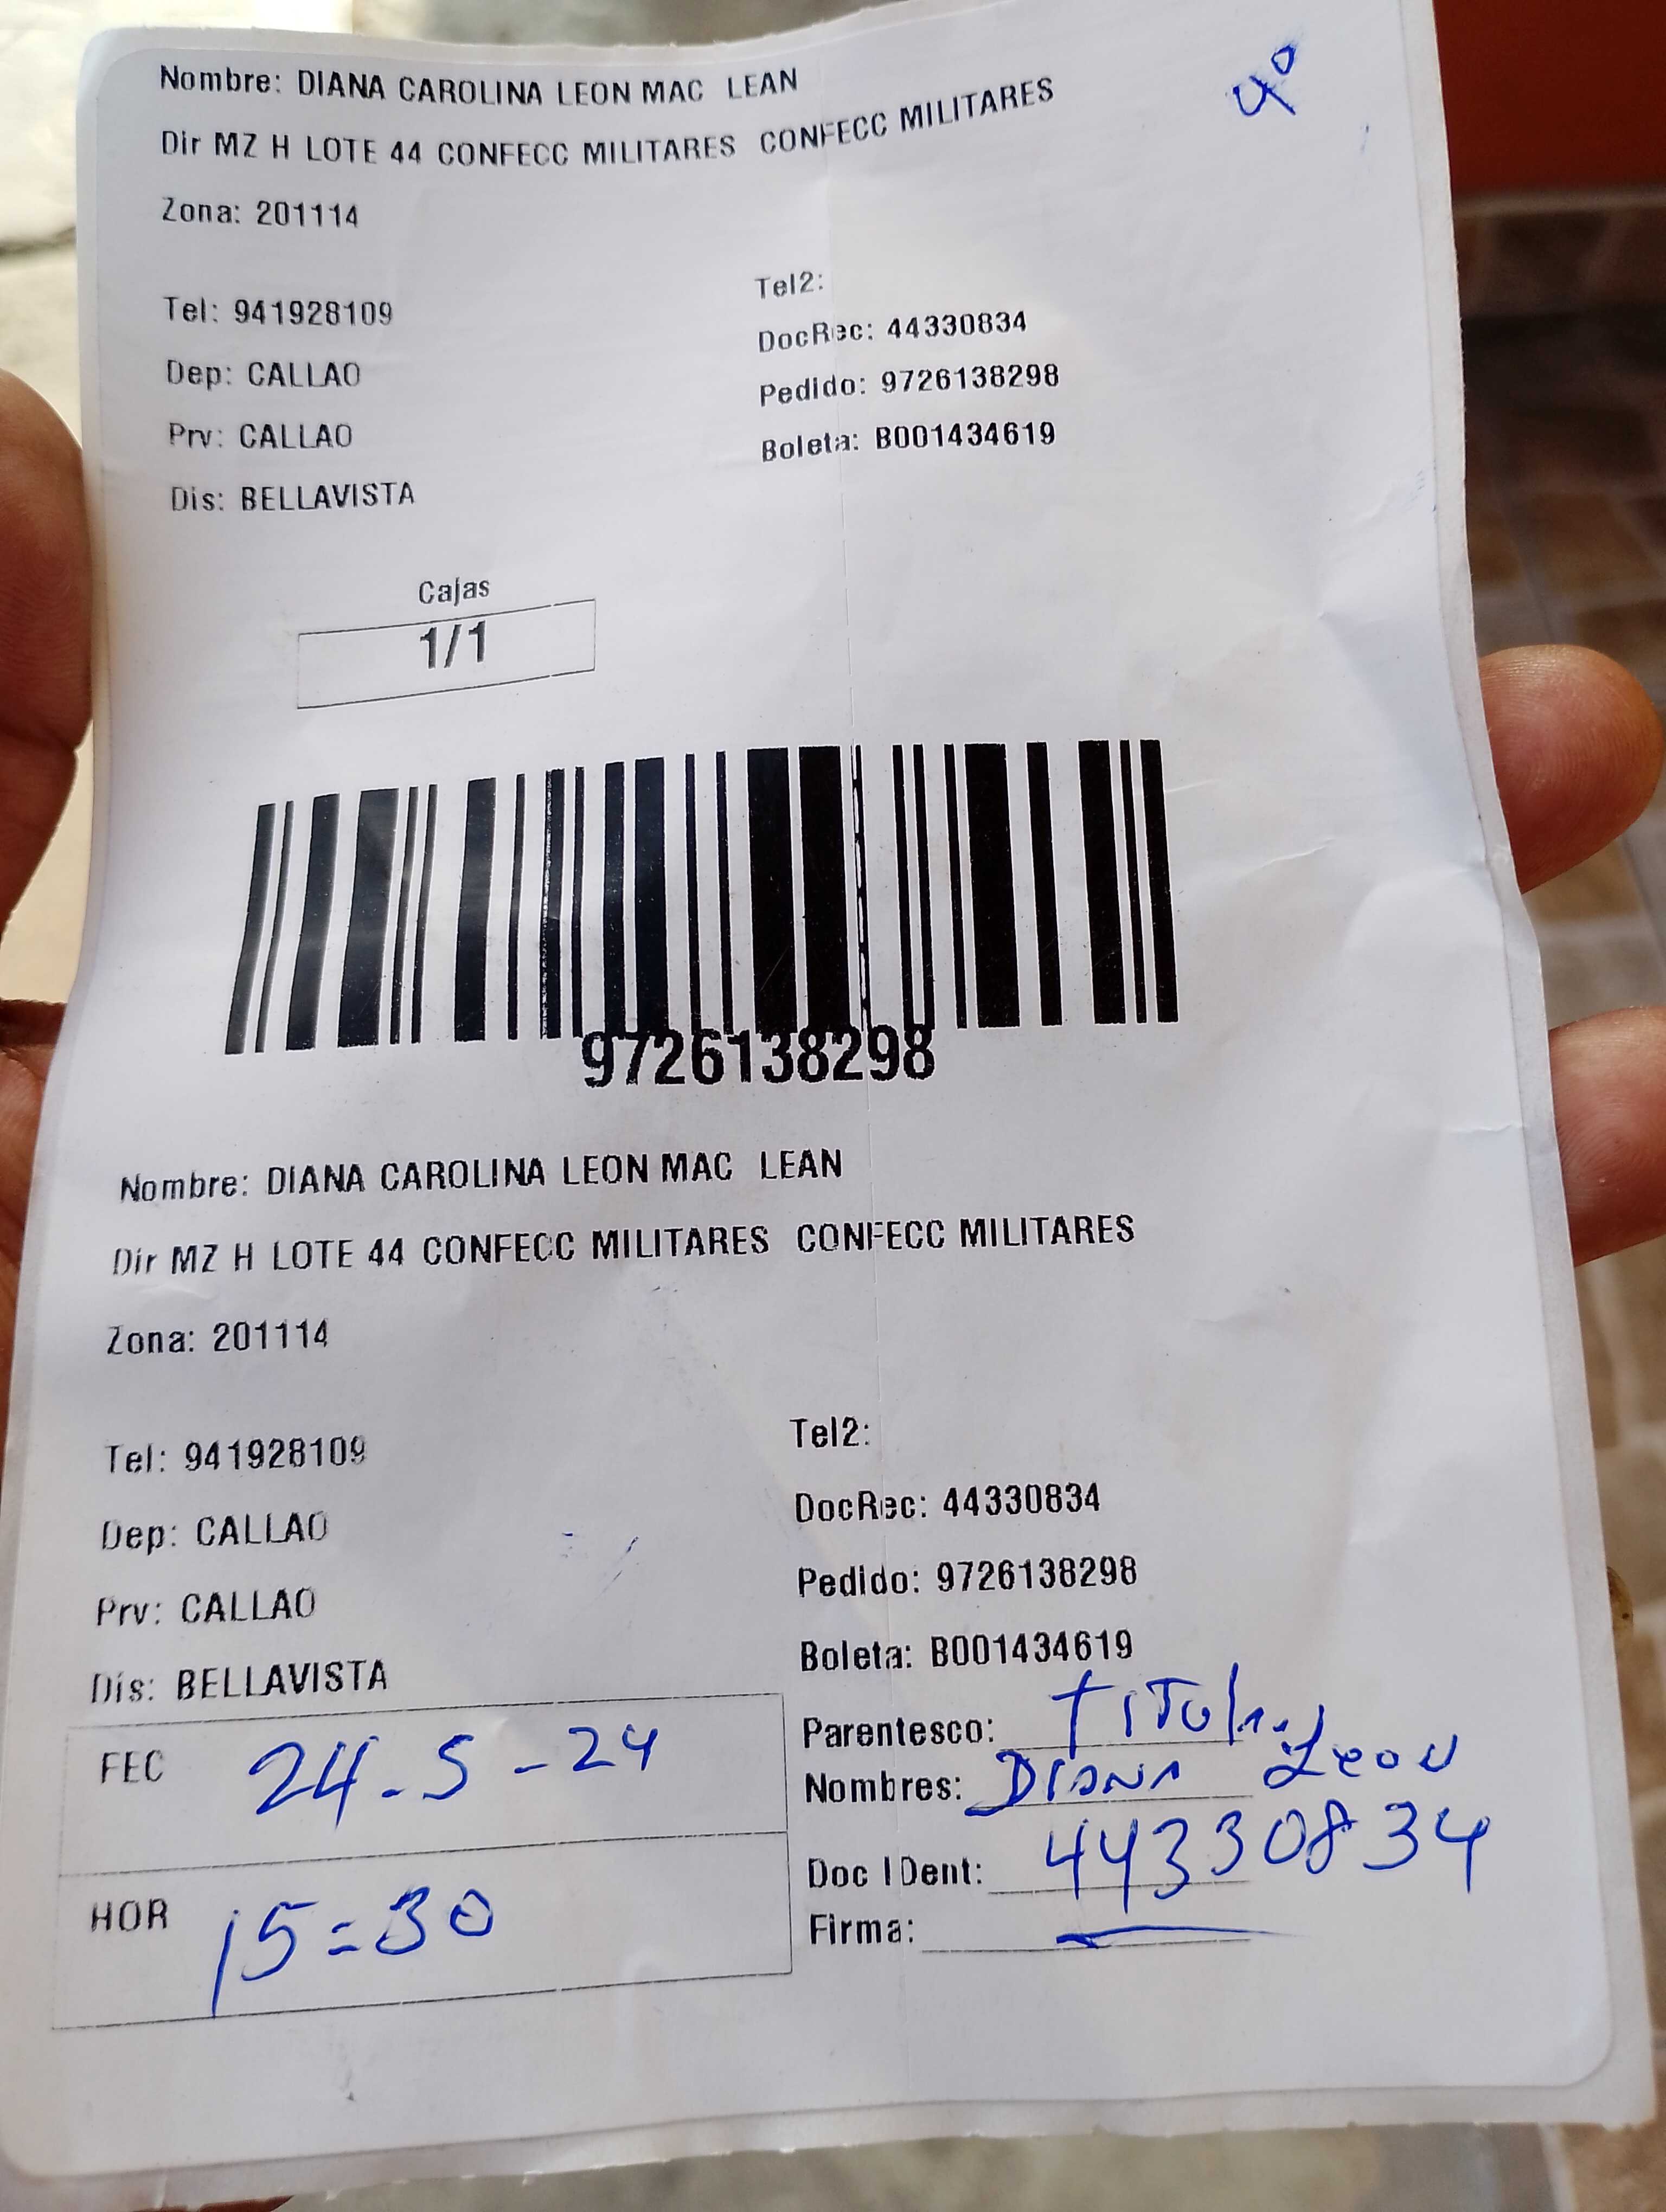 4°
Nombre: DIANA CAROLINA LEON MAC LEAN
Dir MZ H LOTE 44 CONFECC MILITARES CONFECC MILITARES
Zona: 201114
Tel: 941928109
Tel2:
DocRec: 44330834
Dep: CALLAO
Pedido: 9726138298
Prv: CALLAO
Boleta: B001434619
Dis: BELLAVISTA
Cajas
1/1
9726138298
Nombre: DIANA CAROLINA LEON MAC LEAN
Dir MZ H LOTE 44 CONFECC MILITARES CONFECC MILITARES
Zona: 201114
Tel: 941928109
Tel2:
Dep: CALLAO
DocRec: 44330834
Prv: CALLAO
Pedido: 9726138298
Dis: BELLAVISTA
Boleta: B001434619
FEC 24-5-24
Parentesco: TITular
Nombres: DIANA Leon
Doc IDent: 44330834
HOR 15=30
Firma: